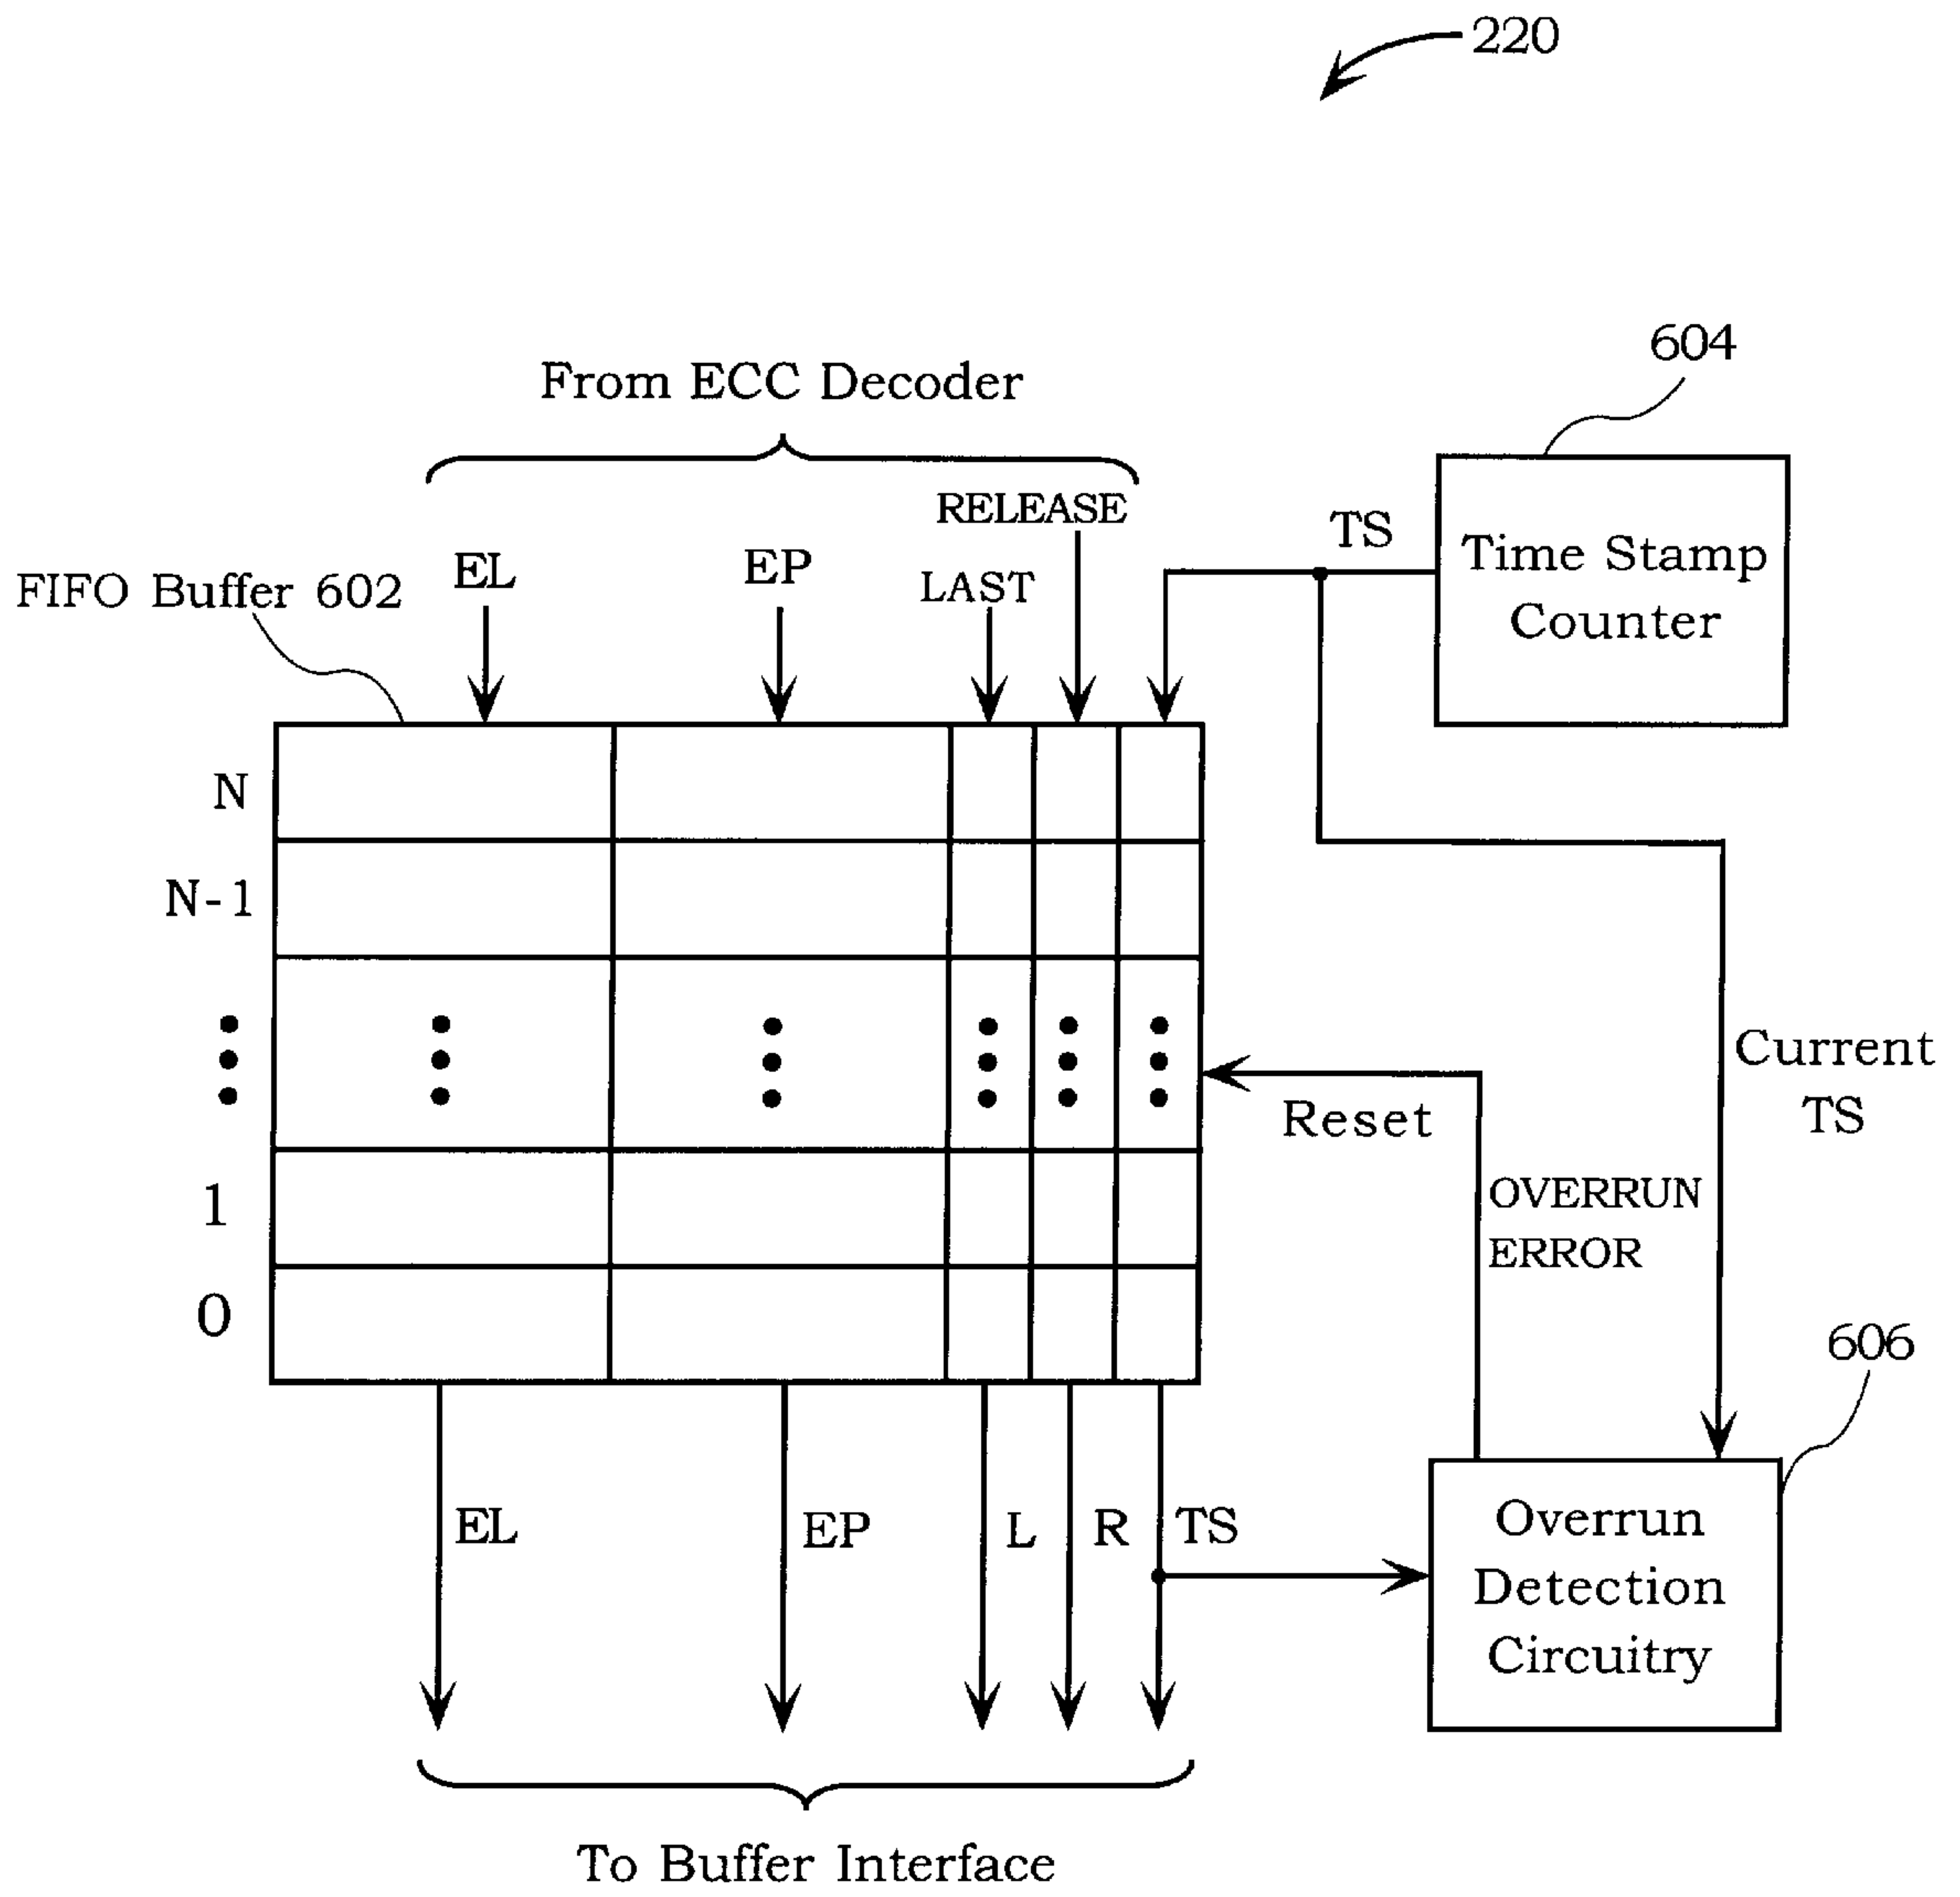 220
604
From ECC Decoder
RELEASE
TS
Time Stamp
Counter
FIFO Buffer 602
EL
EP
LAST
N
N-1
Current
TS
Reset
1
OVERRUN
ERROR
0
606
EL
EP
L
R
TS
Overrun
Detection
Circuitry
To Buffer Interface